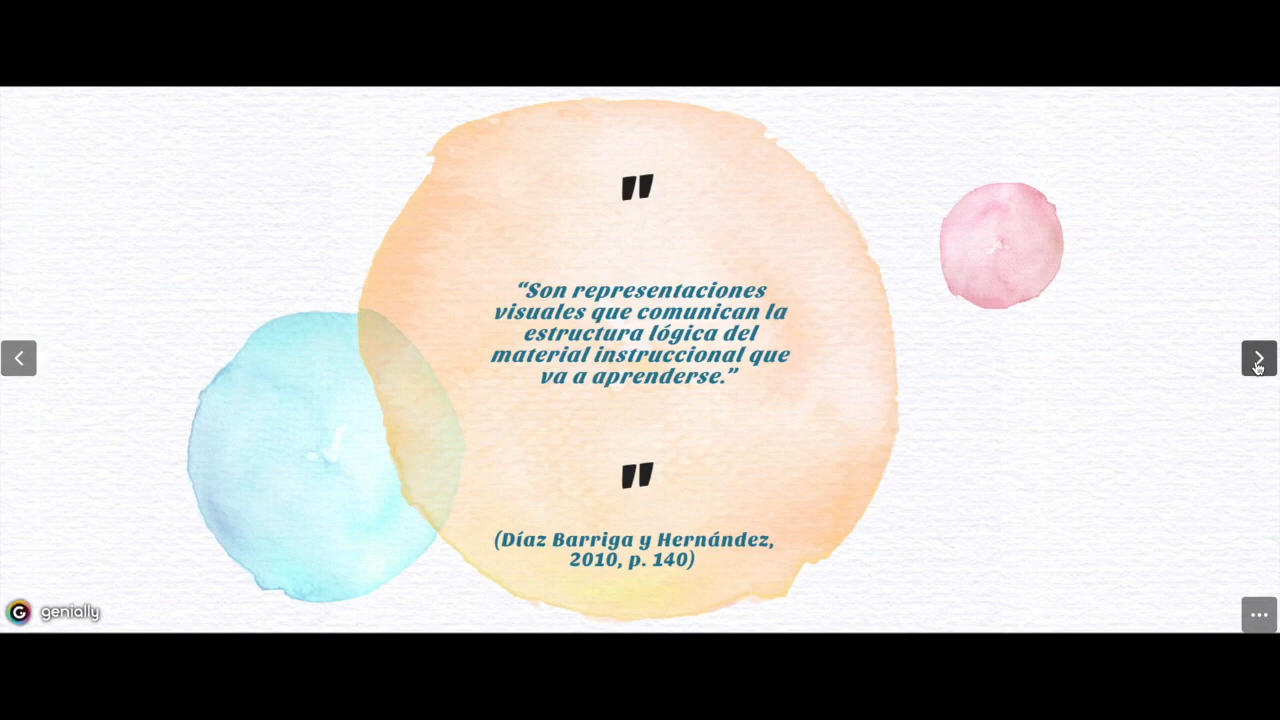 "
“Son representaciones
visuales que comunican la
estructura lógica del
material instruccional que
va a aprenderse.”
"
(Díaz Barriga y Hernández,
2010, p. 140)
G genially